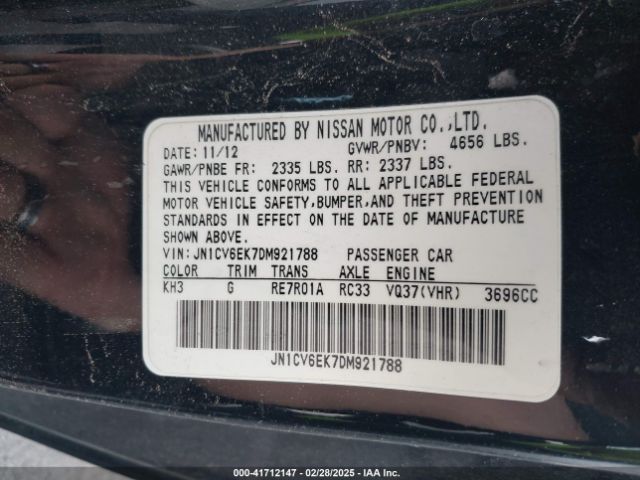 MANUFACTURED BY NISSAN MOTOR CO.,LTD.
DATE: 11/12 GVWR/PNBV: 4656 LBS.
GAWR/PNBE FR: 2335 LBS. RR: 2337 LBS.
THIS VEHICLE CONFORMS TO ALL APPLICABLE FEDERAL
MOTOR VEHICLE SAFETY,BUMPER,AND THEFT PREVENTION
STANDARDS IN EFFECT ON THE DATE OF MANUFACTURE
SHOWN ABOVE.
VIN: JN1CV6EK7DM921788 PASSENGER CAR
COLOR TRIM TRANS AXLE ENGINE
KH3 G RE7R01A RC33 VQ37(VHR) 3696CC
JN1CV6EK7DM921788
000-41712147 - 02/28/2025 - IAA Inc.